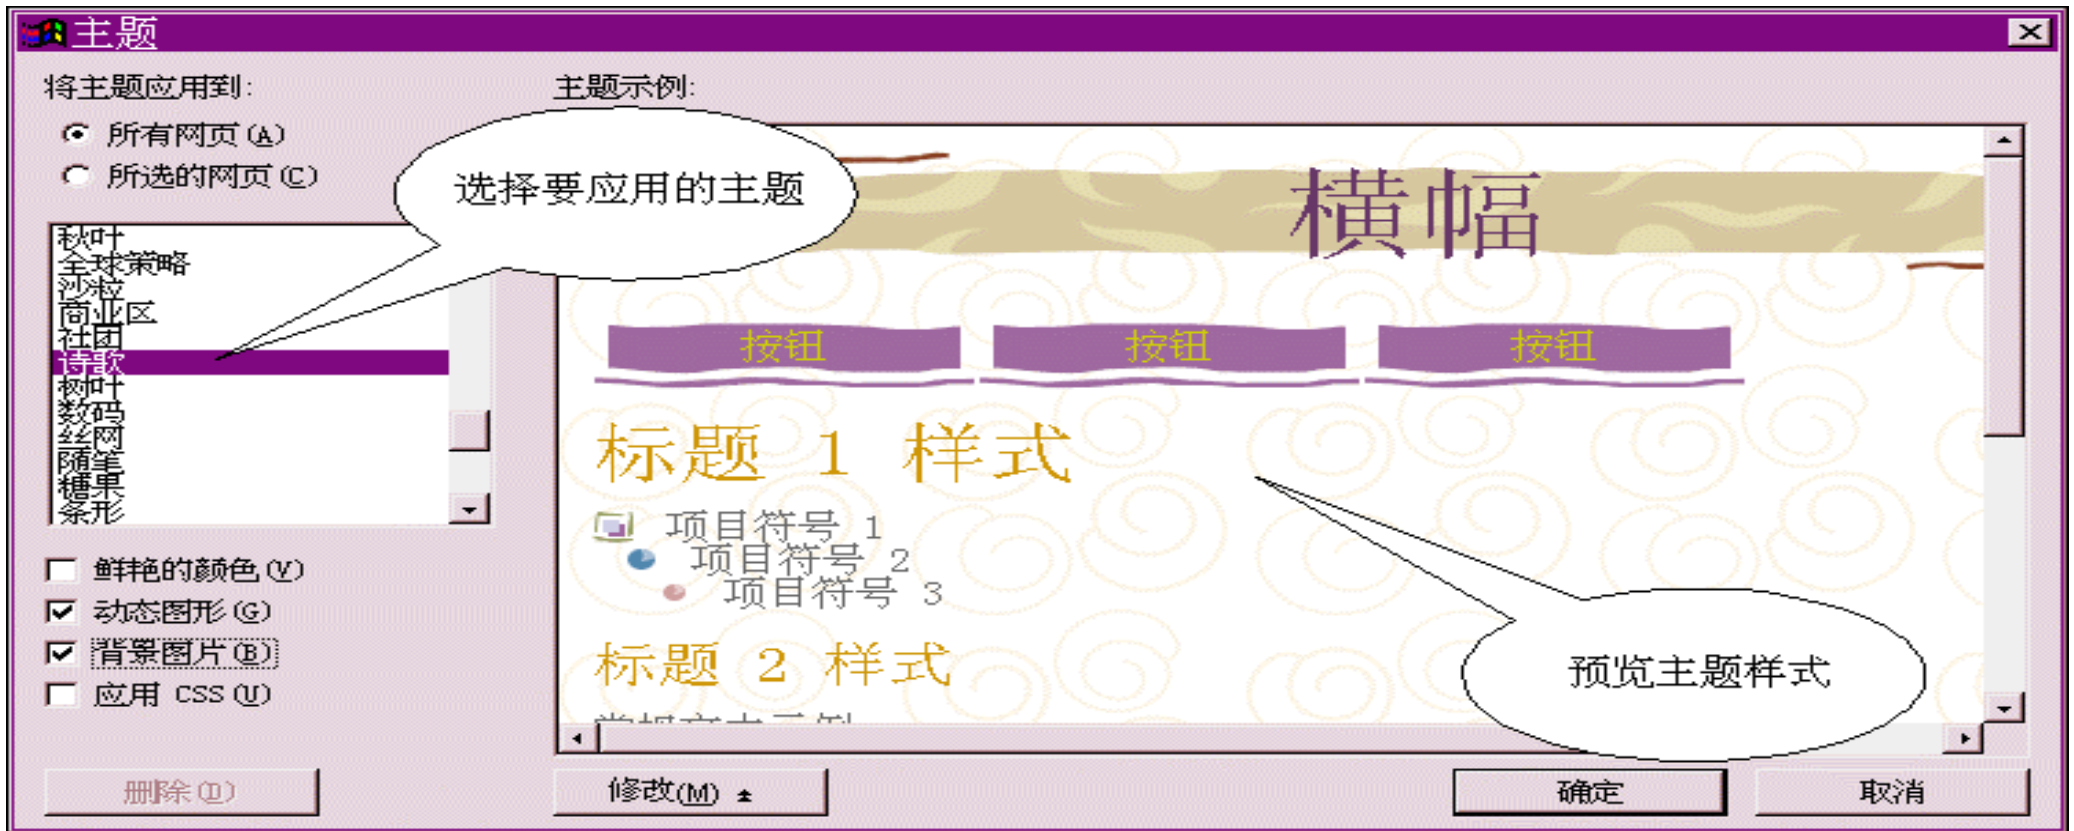 主题
将主题应用到:
所有网页(A)
所选的网页(C)
秋叶
全球策略
沙粒
商业区
社团
诗歌
树叶
数码
丝网
随笔
糖果
条形
鲜艳的颜色(V)
动态图形(G)
背景图片(B)
应用 CSS(U)
删除(D)
主题示例:
选择要应用的主题
横幅
按钮 按钮 按钮
标题 1 样式
项目符号 1
项目符号 2
项目符号 3
标题 2 样式
预览主题样式
修改(M)
确定
取消